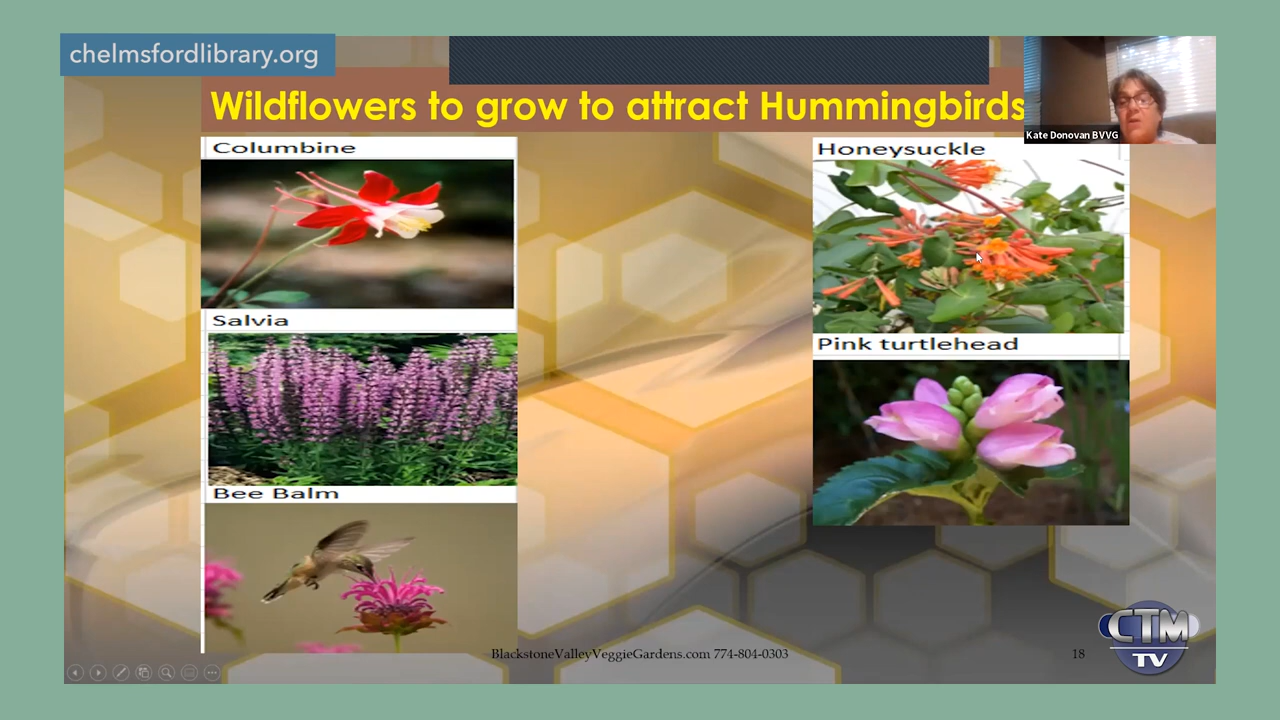 chelmsfordlibrary.org
Wildflowers to grow to attract Hummingbirds
Kate Donovan BVVG
Columbine
Honeysuckle
Salvia
Pink turtlehead
Bee Balm
BlackstoneValleyVeggieGardens.com 774-804-0303
18
CTM
TV